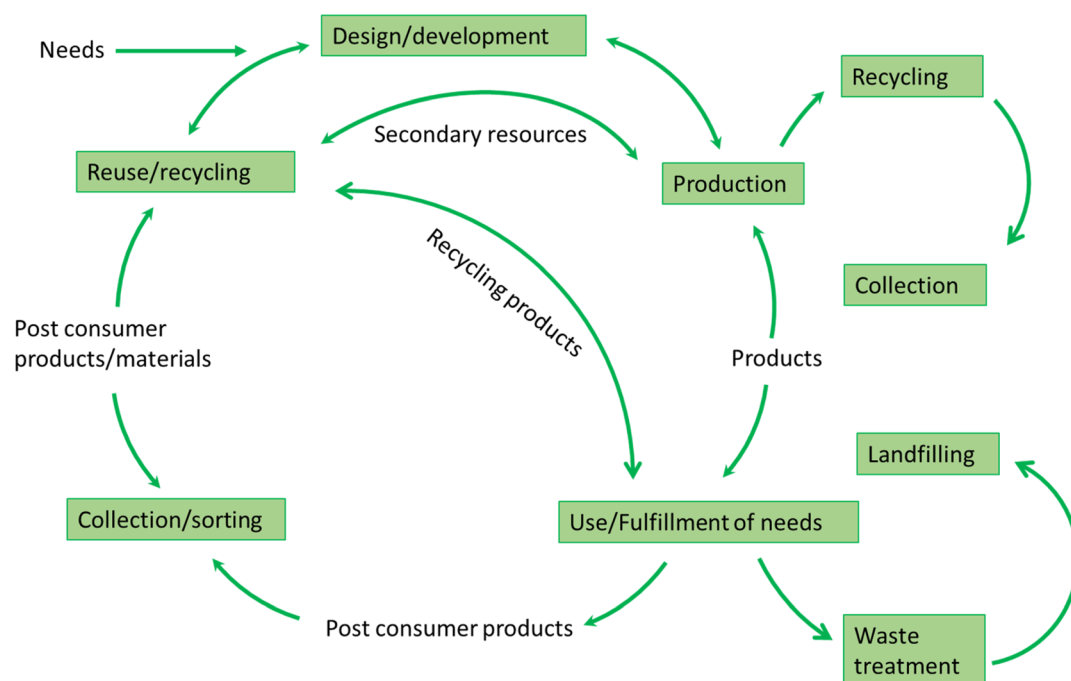 Needs
Design/development
Recycling
Secondary resources
Reuse/recycling
Production
Recycling products
Collection
Post consumer
products/materials
Products
Landfilling
Collection/sorting
Use/Fulfillment of needs
Post consumer products
Waste
treatment